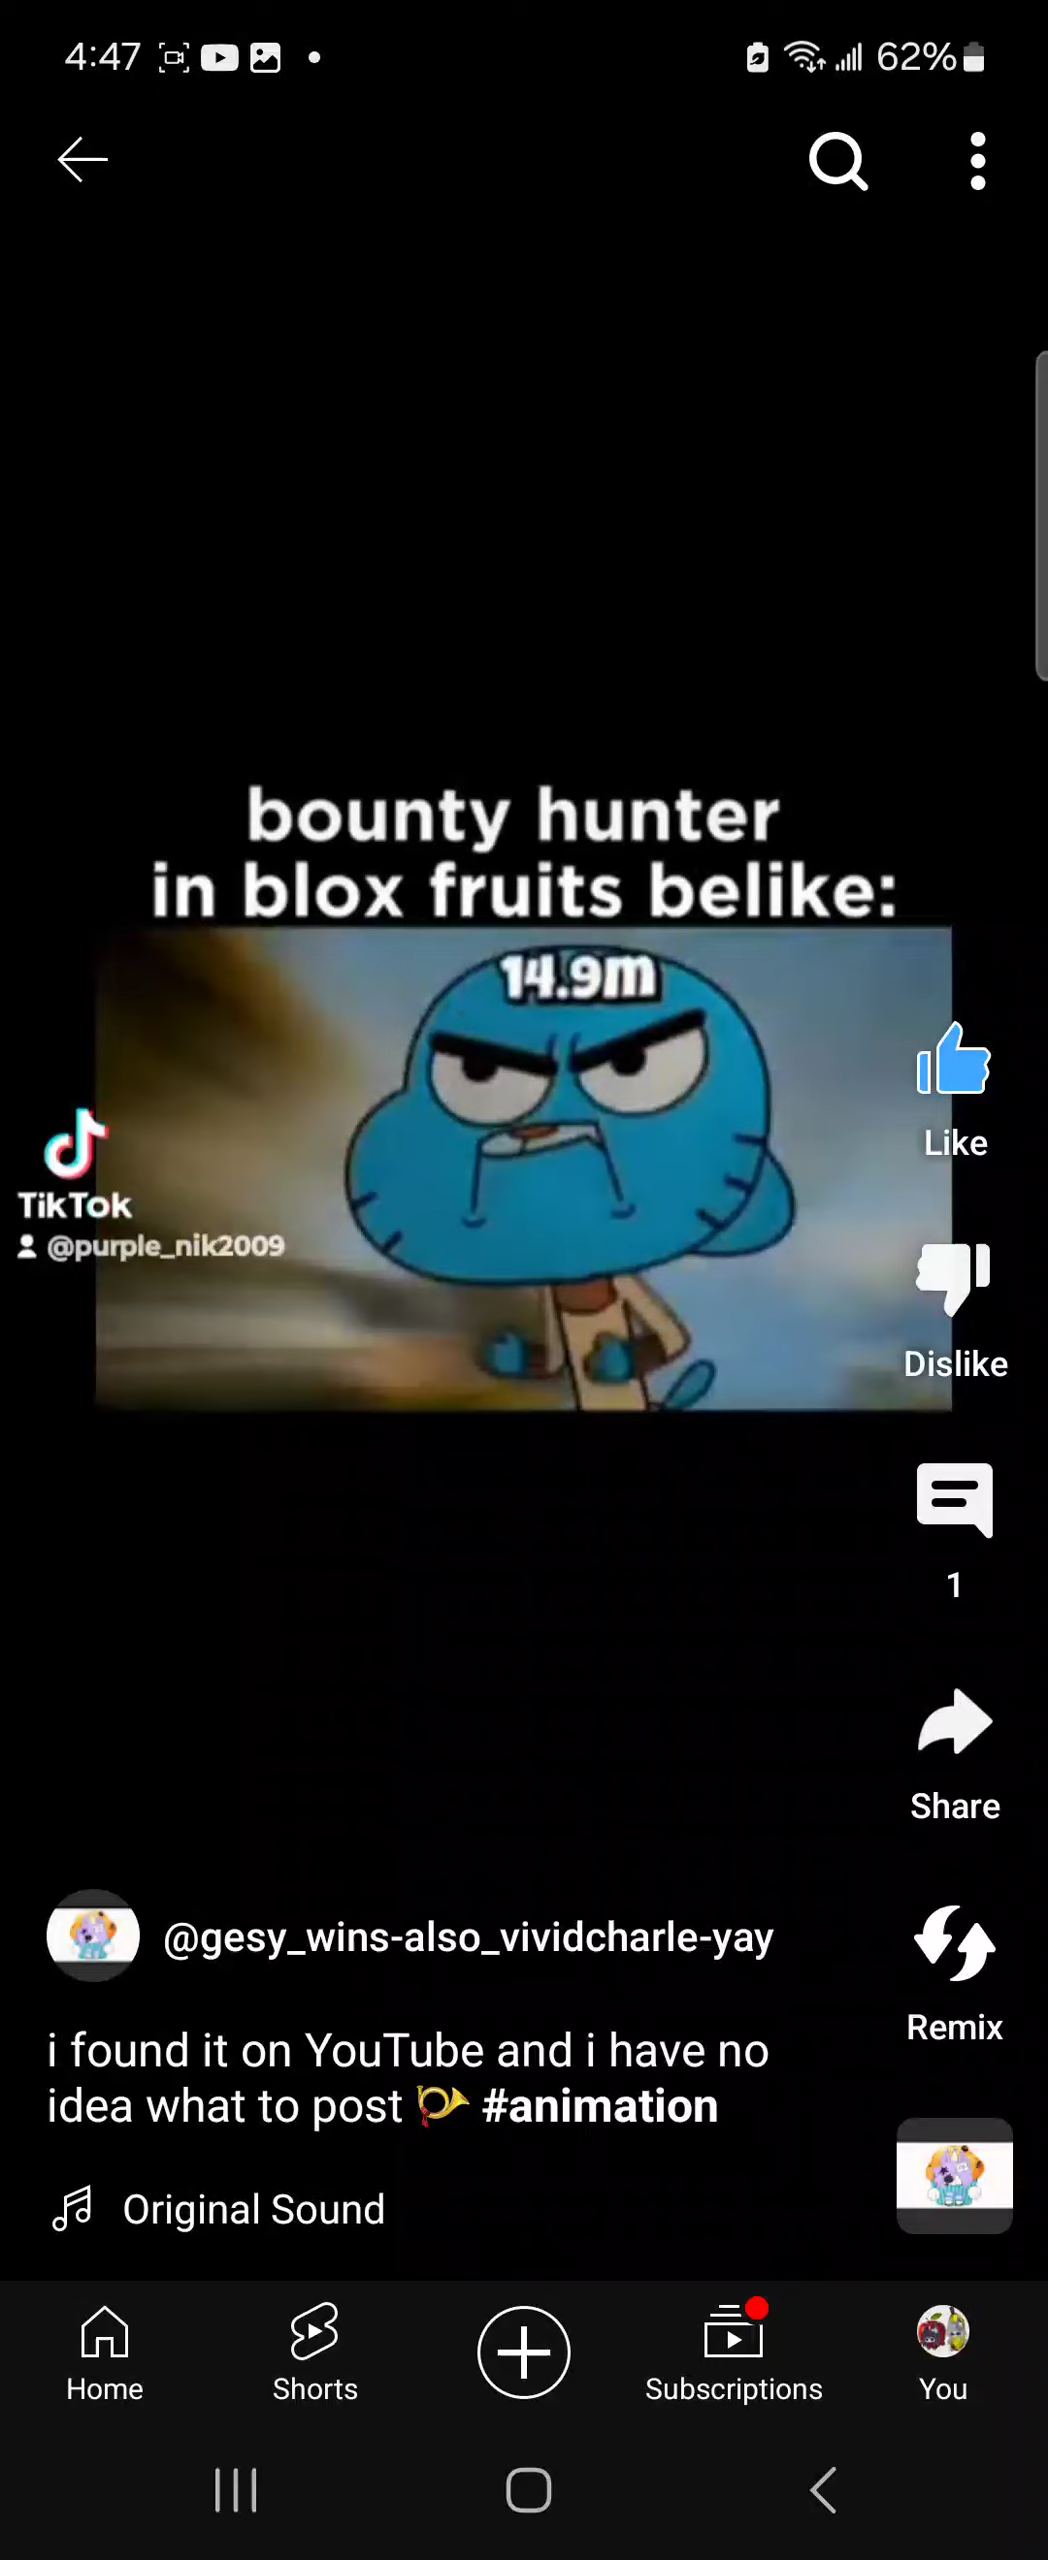 4:47
62%
bounty hunter
in blox fruits belike:
14.9m
TikTok
@purple_nik2009
Like
Dislike
1
Share
Remix
@gesy_wins-also_vividcharle-yay
i found it on YouTube and i have no
idea what to post 📯 #animation
Original Sound
Home
Shorts
Subscriptions
You